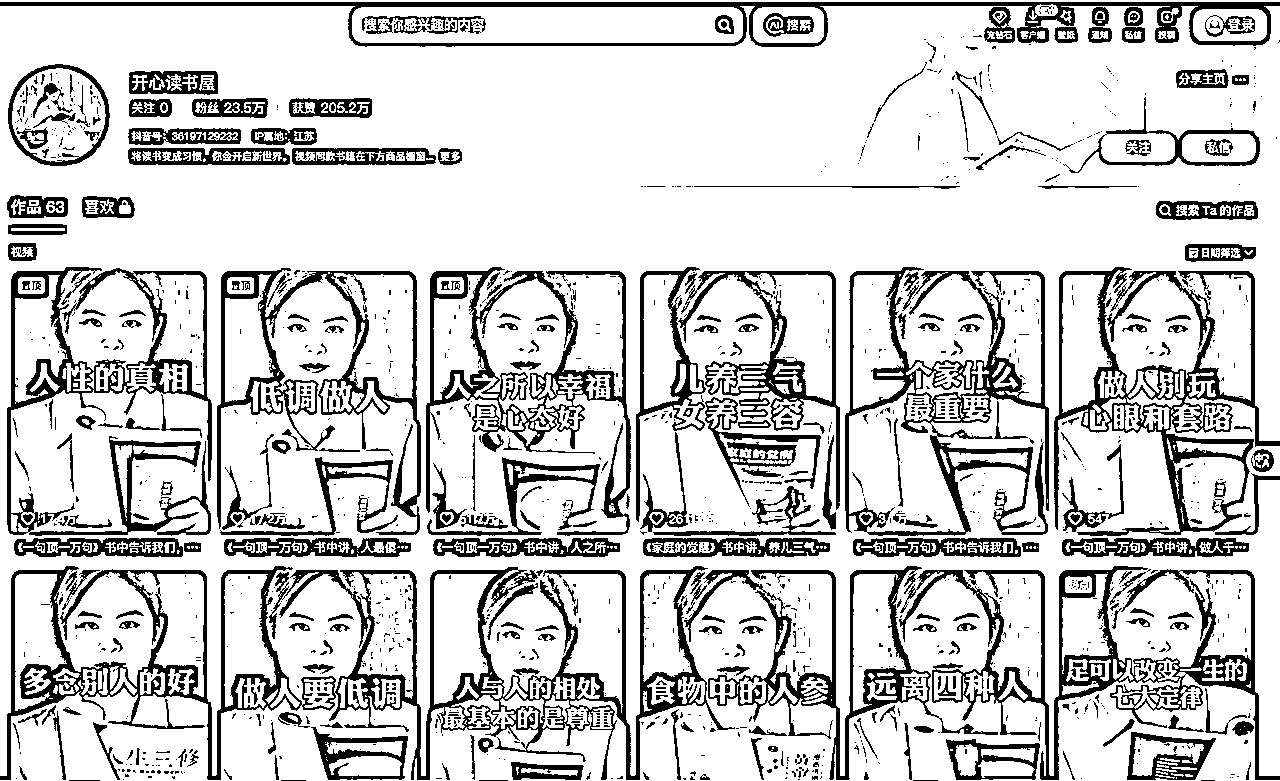 搜索你感兴趣的内容
搜索
登录
开心读书屋
关注 0 粉丝 23.5万 获赞 205.2万
抖音号：36197129232 IP属地：江苏
将读书变成习惯，你会开启新世界。视频同款书籍在下方商品橱窗... 更多
分享主页 ...
关注
私信
作品 63 喜欢
搜索 Ta 的作品
视频
日期筛选
置顶
人性的真相
《一句顶一万句》书中告诉我们，...
置顶
低调做人
《一句顶一万句》书中讲，人最傻...
置顶
人之所以幸福
是心态好
《一句顶一万句》书中讲，人之所...
儿养三气
女养三容
《家庭的觉醒》书中讲，养儿三气...
一个家什么
最重要
《一句顶一万句》书中告诉我们，...
做人别玩
心眼和套路
《一句顶一万句》书中讲，做人千...
多念别人的好
人生三修
做人要低调
人与人的相处
最基本的是尊重
食物中的人参
远离四种人
足可以改变一生的
七大定律